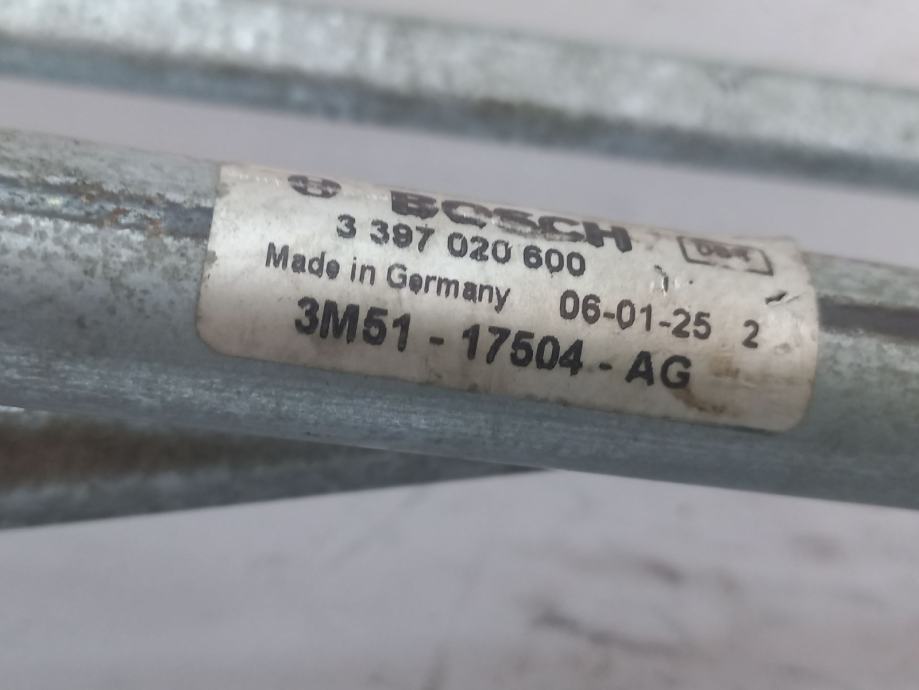 BOSCH
3 397 020 600
Made in Germany 06-01-25 2
3M51 - 17504 - AG